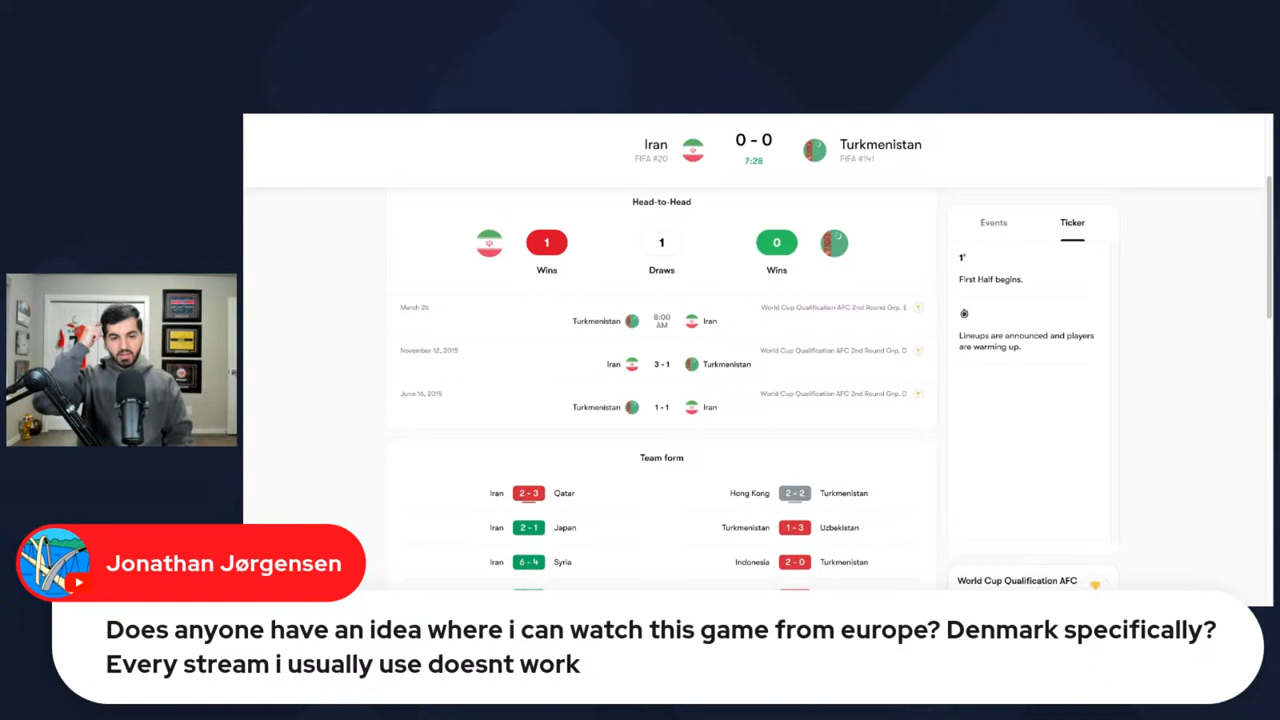 Iran 0 - 0 Turkmenistan
FIFA #20 7:28 FIFA #141
Head-to-Head
1 1 0
Wins Draws Wins
March 26 World Cup Qualification AFC 2nd Round Grp. E
Turkmenistan 8:00 AM Iran
November 12, 2015 World Cup Qualification AFC 2nd Round Grp. D
Iran 3 - 1 Turkmenistan
June 16, 2015 World Cup Qualification AFC 2nd Round Grp. D
Turkmenistan 1 - 1 Iran
Team form
Iran 2 - 3 Qatar Hong Kong 2 - 2 Turkmenistan
Iran 2 - 1 Japan Turkmenistan 1 - 3 Uzbekistan
Iran 6 - 4 Syria Indonesia 2 - 0 Turkmenistan
Events Ticker
1'
First Half begins.
Lineups are announced and players
are warming up.
World Cup Qualification AFC
Jonathan Jørgensen
Does anyone have an idea where i can watch this game from europe? Denmark specifically?
Every stream i usually use doesnt work